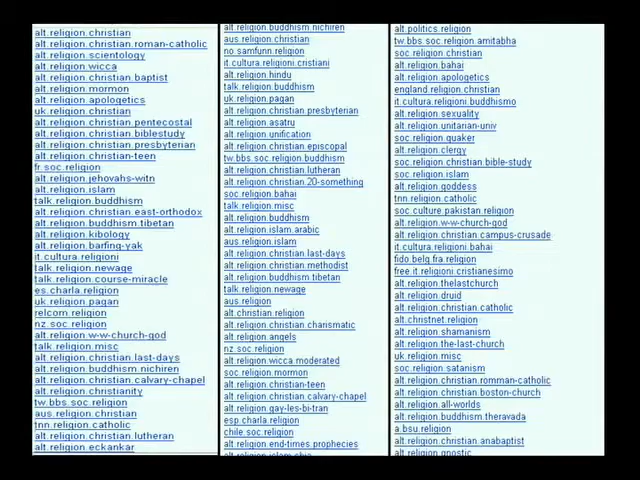 alt.religion.christian
alt.religion.christian.roman-catholic
alt.religion.scientology
alt.religion.wicca
alt.religion.christian.baptist
alt.religion.mormon
alt.religion.apologetics
uk.religion.christian
alt.religion.christian.pentecostal
alt.religion.christian.biblestudy
alt.religion.christian.presbyterian
alt.religion.christian-teen
fr.soc.religion
alt.religion.jehovahs-witn
alt.religion.islam
talk.religion.buddhism
alt.religion.christian.east-orthodox
alt.religion.buddhism.tibetan
alt.religion.kibology
alt.religion.barfing-yak
it.cultura.religioni
talk.religion.newage
talk.religion.course-miracle
es.charla.religion
uk.religion.pagan
relcom.religion
nz.soc.religion
alt.religion.w-w-church-god
talk.religion.misc
alt.religion.christian.last-days
alt.religion.buddhism.nichiren
alt.religion.christian.calvary-chapel
alt.religion.christianity
tw.bbs.soc.religion
aus.religion.christian
tnn.religion.catholic
alt.religion.christian.lutheran
alt.religion.eckankar
alt.religion.buddhism.nichiren
aus.religion.christian
no.samfunn.religion
it.cultura.religioni.cristiani
alt.religion.hindu
talk.religion.buddhism
uk.religion.pagan
alt.religion.christian.presbyterian
alt.religion.asatru
alt.religion.unification
alt.religion.christian.episcopal
tw.bbs.soc.religion.buddhism
alt.religion.christian.lutheran
alt.religion.christian.20-something
soc.religion.bahai
talk.religion.misc
alt.religion.buddhism
alt.religion.islam.arabic
aus.religion.islam
alt.religion.christian.last-days
alt.religion.christian.methodist
alt.religion.buddhism.tibetan
talk.religion.newage
aus.religion
alt.christian.religion
alt.religion.christian.charismatic
alt.religion.angels
nz.soc.religion
alt.religion.wicca.moderated
soc.religion.mormon
alt.religion.christian-teen
alt.religion.christian.calvary-chapel
alt.religion.gay-les-bi-tran
esp.charla.religion
chile.soc.religion
alt.religion.end-times.prophecies
alt.religion.islam.shia
alt.politics.religion
tw.bbs.soc.religion.amitabha
soc.religion.christian
alt.religion.bahai
alt.religion.apologetics
england.religion.christian
it.cultura.religioni.buddhismo
alt.religion.sexuality
alt.religion.unitarian-univ
soc.religion.quaker
alt.religion.clergy
soc.religion.christian.bible-study
soc.religion.islam
alt.religion.goddess
tnn.religion.catholic
soc.culture.pakistan.religion
alt.religion.w-w-church-god
alt.religion.christian.campus-crusade
it.cultura.religioni.bahai
fido.belg.fra.religion
free.it.religioni.cristianesimo
alt.religion.thelastchurch
alt.religion.druid
alt.religion.christian.catholic
alt.christnet.religion
alt.religion.shamanism
alt.religion.the-last-church
uk.religion.misc
soc.religion.satanism
alt.religion.christian.romman-catholic
alt.religion.christian.boston-church
alt.religion.all-worlds
alt.religion.buddhism.theravada
a.bsu.religion
alt.religion.christian.anabaptist
alt.religion.gnostic